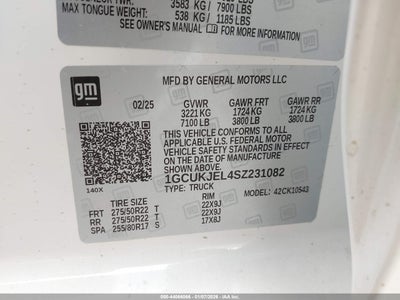 3583 KG / 7900 LBS
MAX TONGUE WEIGHT: 538 KG / 1185 LBS
SEE OWNER'S MANUAL FOR MORE INFORMATION
gm
MFD BY GENERAL MOTORS LLC
02/25 GVWR GAWR FRT GAWR RR
3221 KG 1724 KG 1724 KG
7100 LB 3800 LB 3800 LB
THIS VEHICLE CONFORMS TO ALL
APPLICABLE U.S. FEDERAL MOTOR
VEHICLE SAFETY AND THEFT PREVENTION
STANDARDS IN EFFECT ON THE DATE
OF MANUFACTURE SHOWN ABOVE.
1GCUKJEL4SZ231082
140X TYPE: TRUCK MODEL: 42CK10543
TIRE SIZE RIM
FRT 275/50R22 T 22X9J
RR 275/50R22 T 22X9J
SPA 255/80R17 S 17X8J